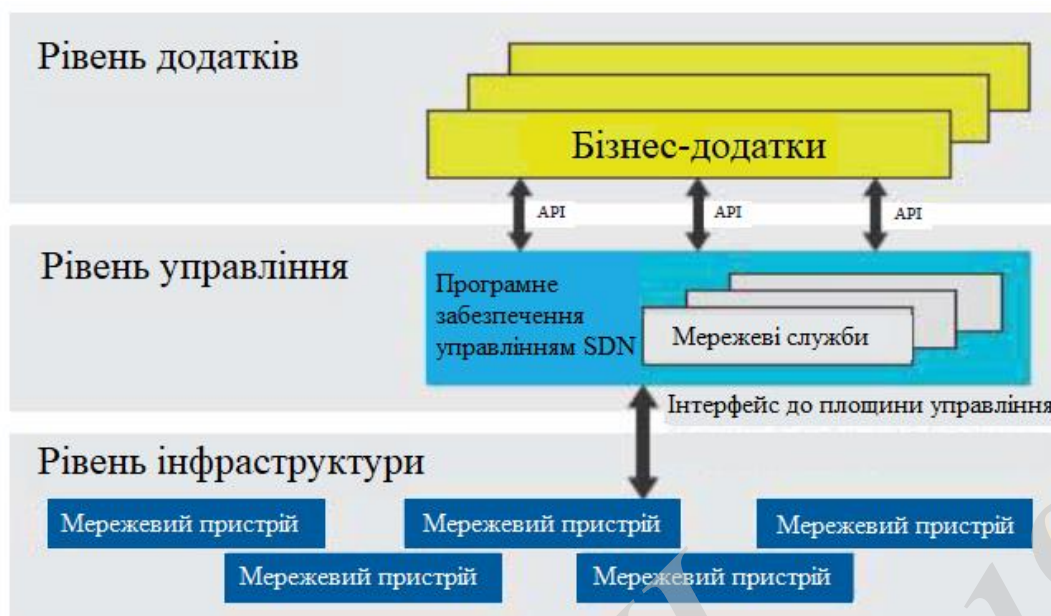 Рівень додатків
Бізнес-додатки
API
API
API
Рівень управління
Програмне
забезпечення
управлінням SDN
Мережеві служби
Інтерфейс до площини управління
Рівень інфраструктури
Мережевий пристрій
Мережевий пристрій
Мережевий пристрій
Мережевий пристрій
Мережевий пристрій